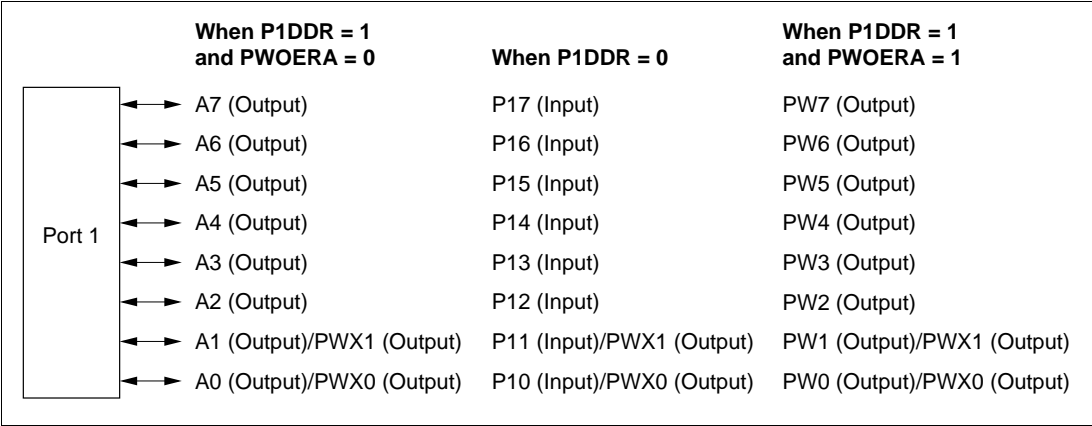 When P1DDR = 1 and PWOERA = 0
When P1DDR = 0
When P1DDR = 1 and PWOERA = 1
Port 1
A7 (Output) P17 (Input) PW7 (Output)
A6 (Output) P16 (Input) PW6 (Output)
A5 (Output) P15 (Input) PW5 (Output)
A4 (Output) P14 (Input) PW4 (Output)
A3 (Output) P13 (Input) PW3 (Output)
A2 (Output) P12 (Input) PW2 (Output)
A1 (Output)/PWX1 (Output) P11 (Input)/PWX1 (Output) PW1 (Output)/PWX1 (Output)
A0 (Output)/PWX0 (Output) P10 (Input)/PWX0 (Output) PW0 (Output)/PWX0 (Output)